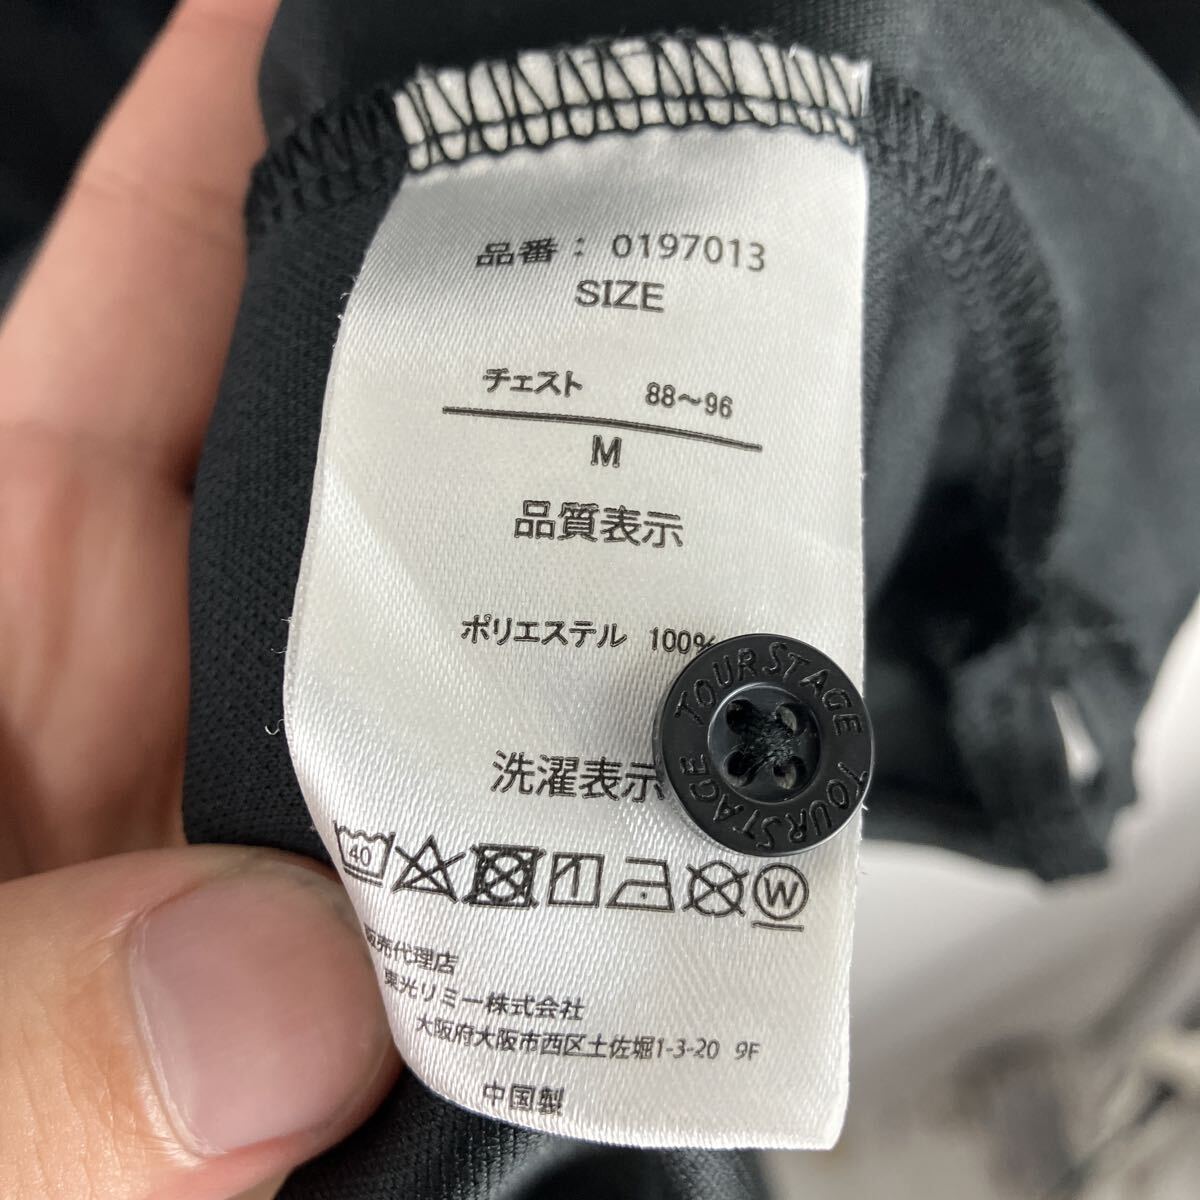 品番： 0197013
SIZE
チェスト 88～96
M
品質表示
ポリエステル 100%
TOURSTAGE TOURSTAGE
洗濯表示
40
W
販売代理店
東光リミー株式会社
大阪府大阪市西区土佐堀1-3-20 9F
中国製